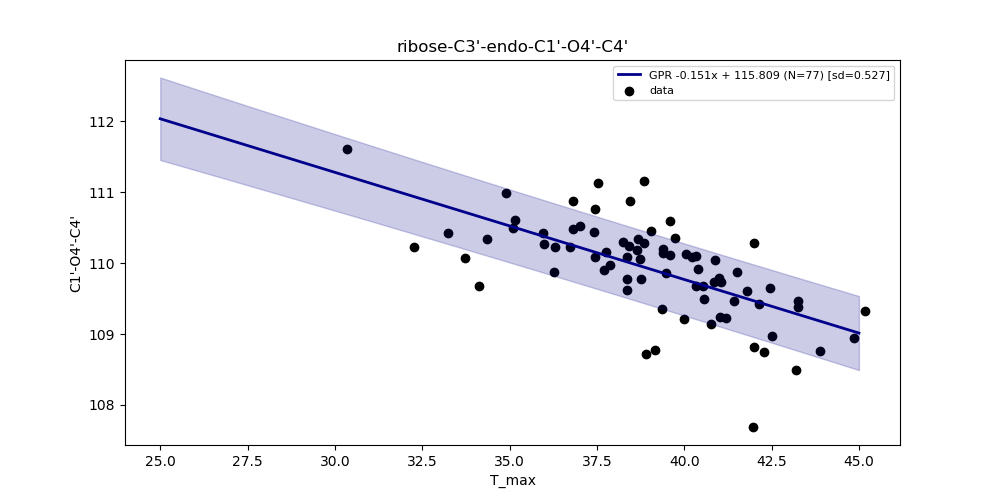 ribose-C3'-endo-C1'-O4'-C4'
GPR -0.151x + 115.809 (N=77) [sd=0.527]
data
C1'-O4'-C4'
112
111
110
109
108
25.0 27.5 30.0 32.5 35.0 37.5 40.0 42.5 45.0
T_max